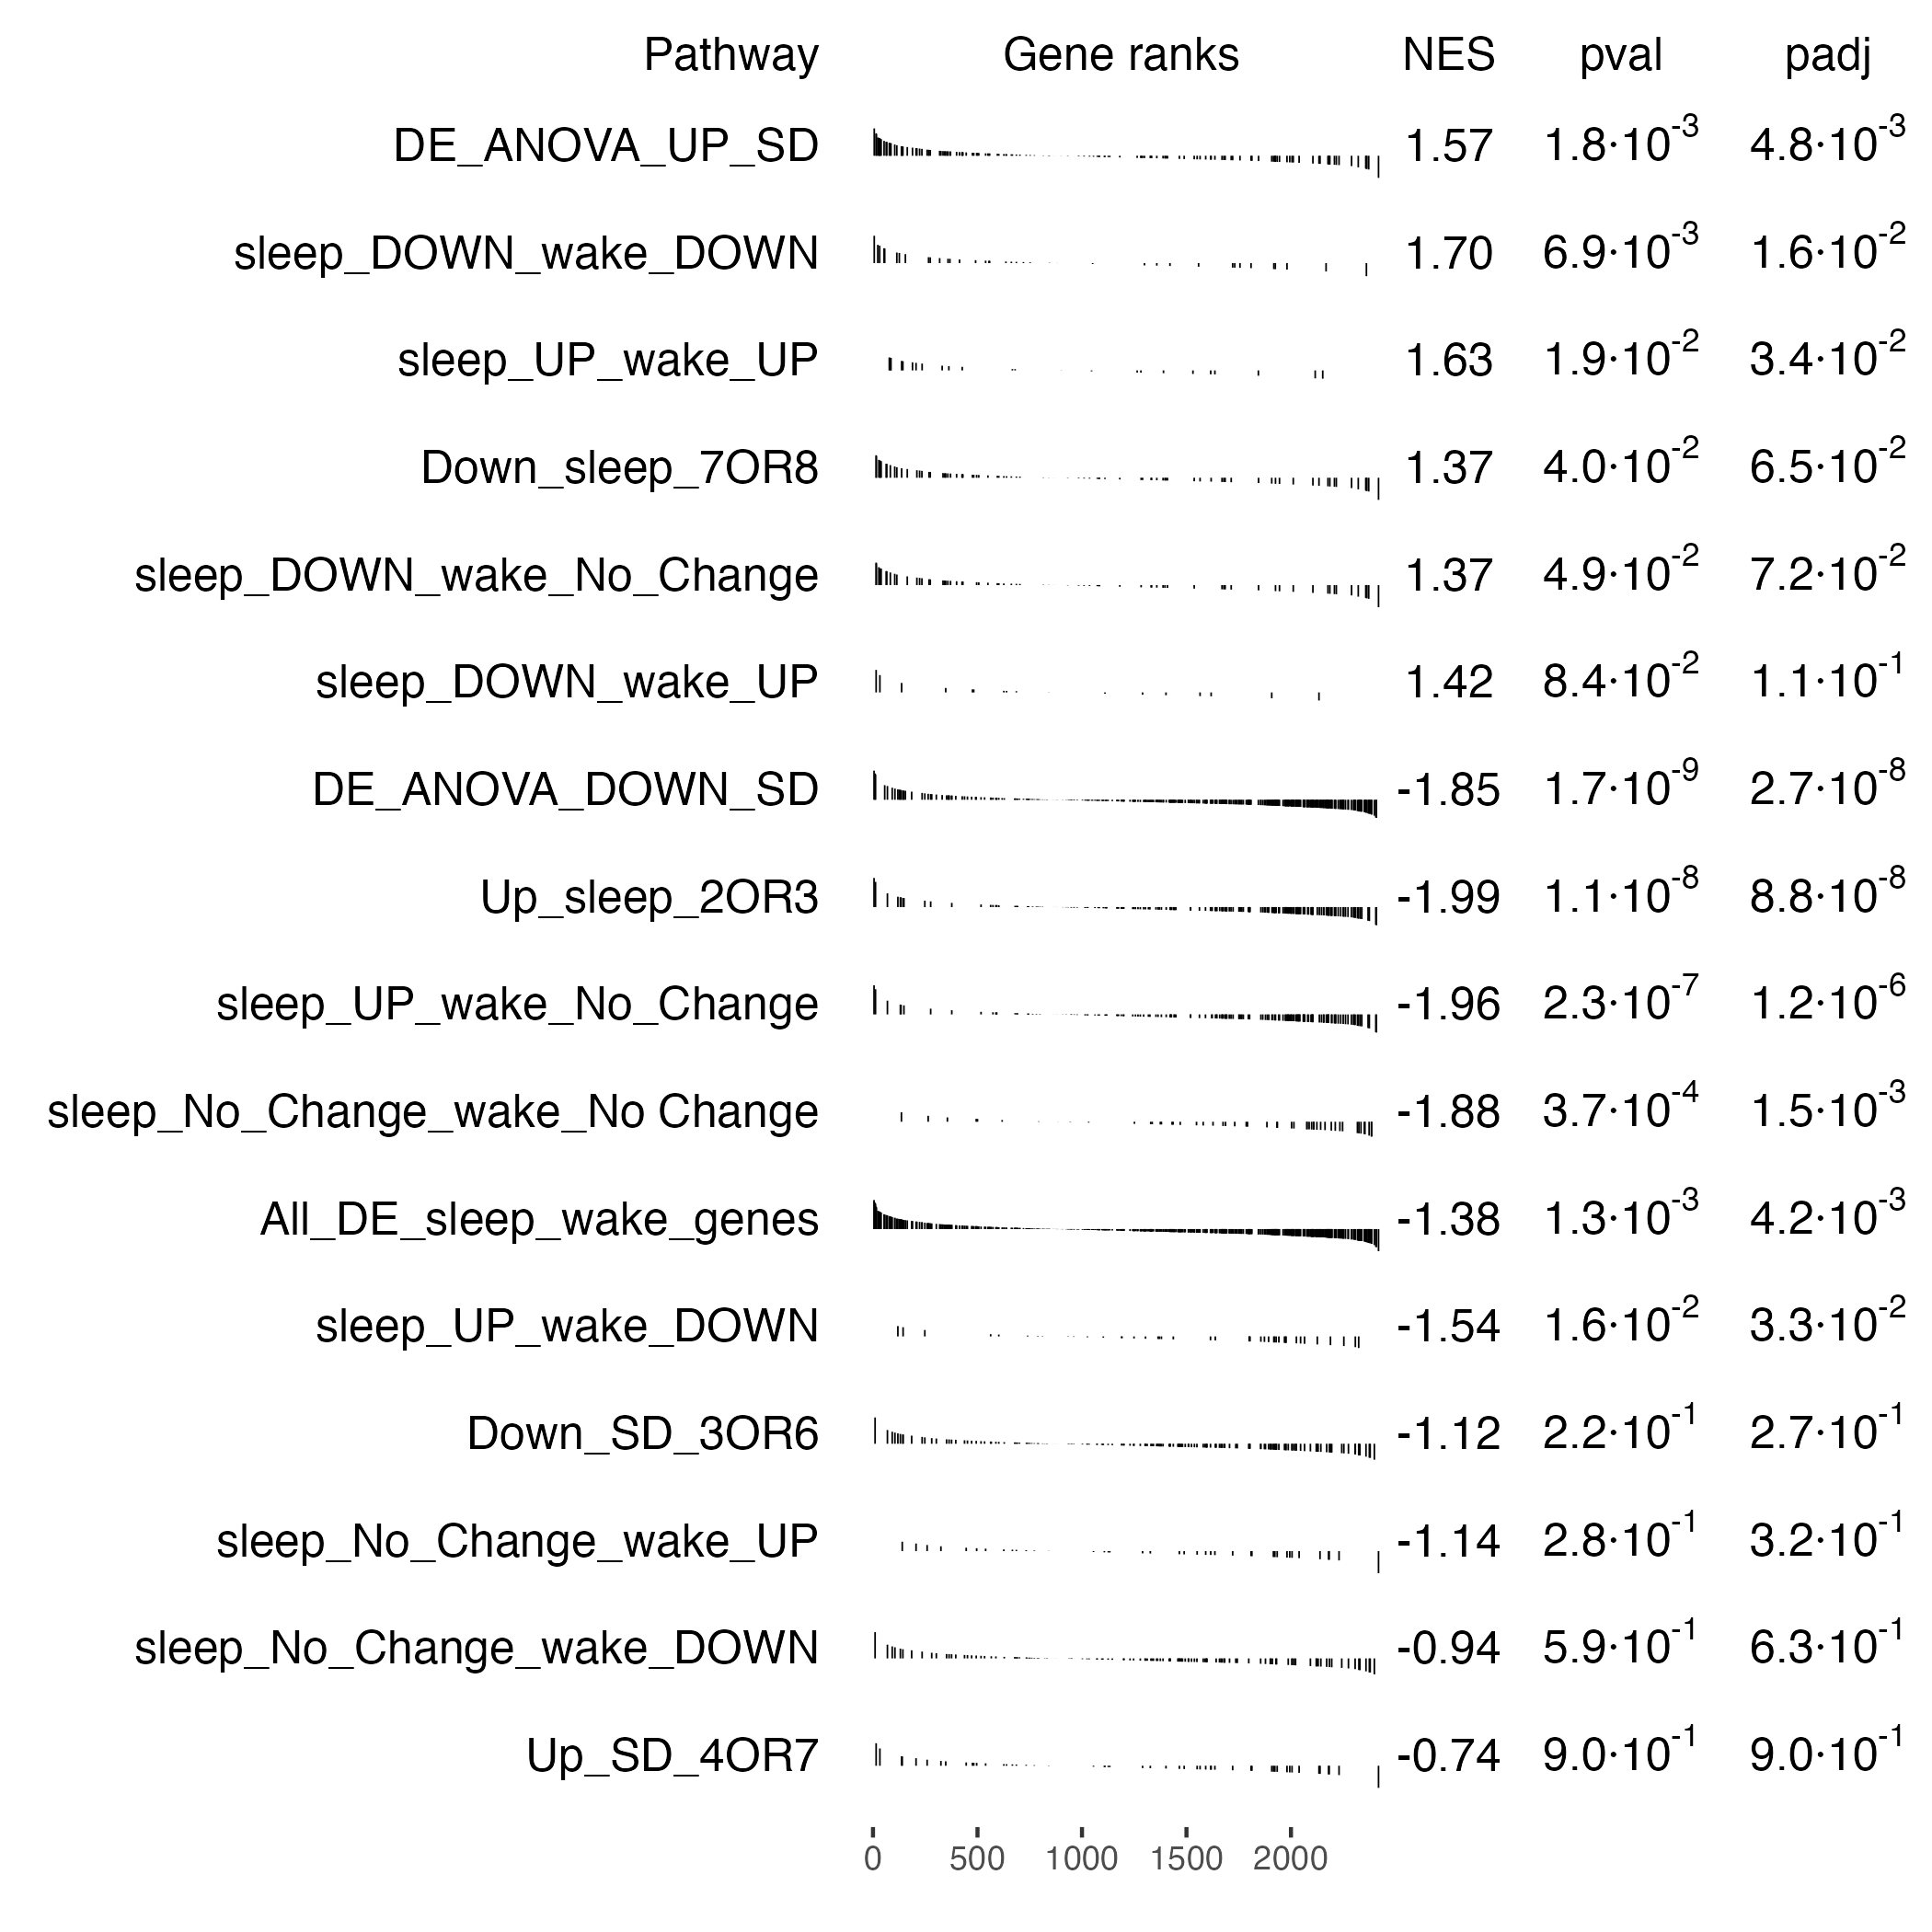 Pathway Gene ranks NES pval padj
DE_ANOVA_UP_SD 1.57 1.8·10⁻³ 4.8·10⁻³
sleep_DOWN_wake_DOWN 1.70 6.9·10⁻³ 1.6·10⁻²
sleep_UP_wake_UP 1.63 1.9·10⁻² 3.4·10⁻²
Down_sleep_7OR8 1.37 4.0·10⁻² 6.5·10⁻²
sleep_DOWN_wake_No_Change 1.37 4.9·10⁻² 7.2·10⁻²
sleep_DOWN_wake_UP 1.42 8.4·10⁻² 1.1·10⁻¹
DE_ANOVA_DOWN_SD -1.85 1.7·10⁻⁹ 2.7·10⁻⁸
Up_sleep_2OR3 -1.99 1.1·10⁻⁸ 8.8·10⁻⁸
sleep_UP_wake_No_Change -1.96 2.3·10⁻⁷ 1.2·10⁻⁶
sleep_No_Change_wake_No Change -1.88 3.7·10⁻⁴ 1.5·10⁻³
All_DE_sleep_wake_genes -1.38 1.3·10⁻³ 4.2·10⁻³
sleep_UP_wake_DOWN -1.54 1.6·10⁻² 3.3·10⁻²
Down_SD_3OR6 -1.12 2.2·10⁻¹ 2.7·10⁻¹
sleep_No_Change_wake_UP -1.14 2.8·10⁻¹ 3.2·10⁻¹
sleep_No_Change_wake_DOWN -0.94 5.9·10⁻¹ 6.3·10⁻¹
Up_SD_4OR7 -0.74 9.0·10⁻¹ 9.0·10⁻¹
0 500 1000 1500 2000